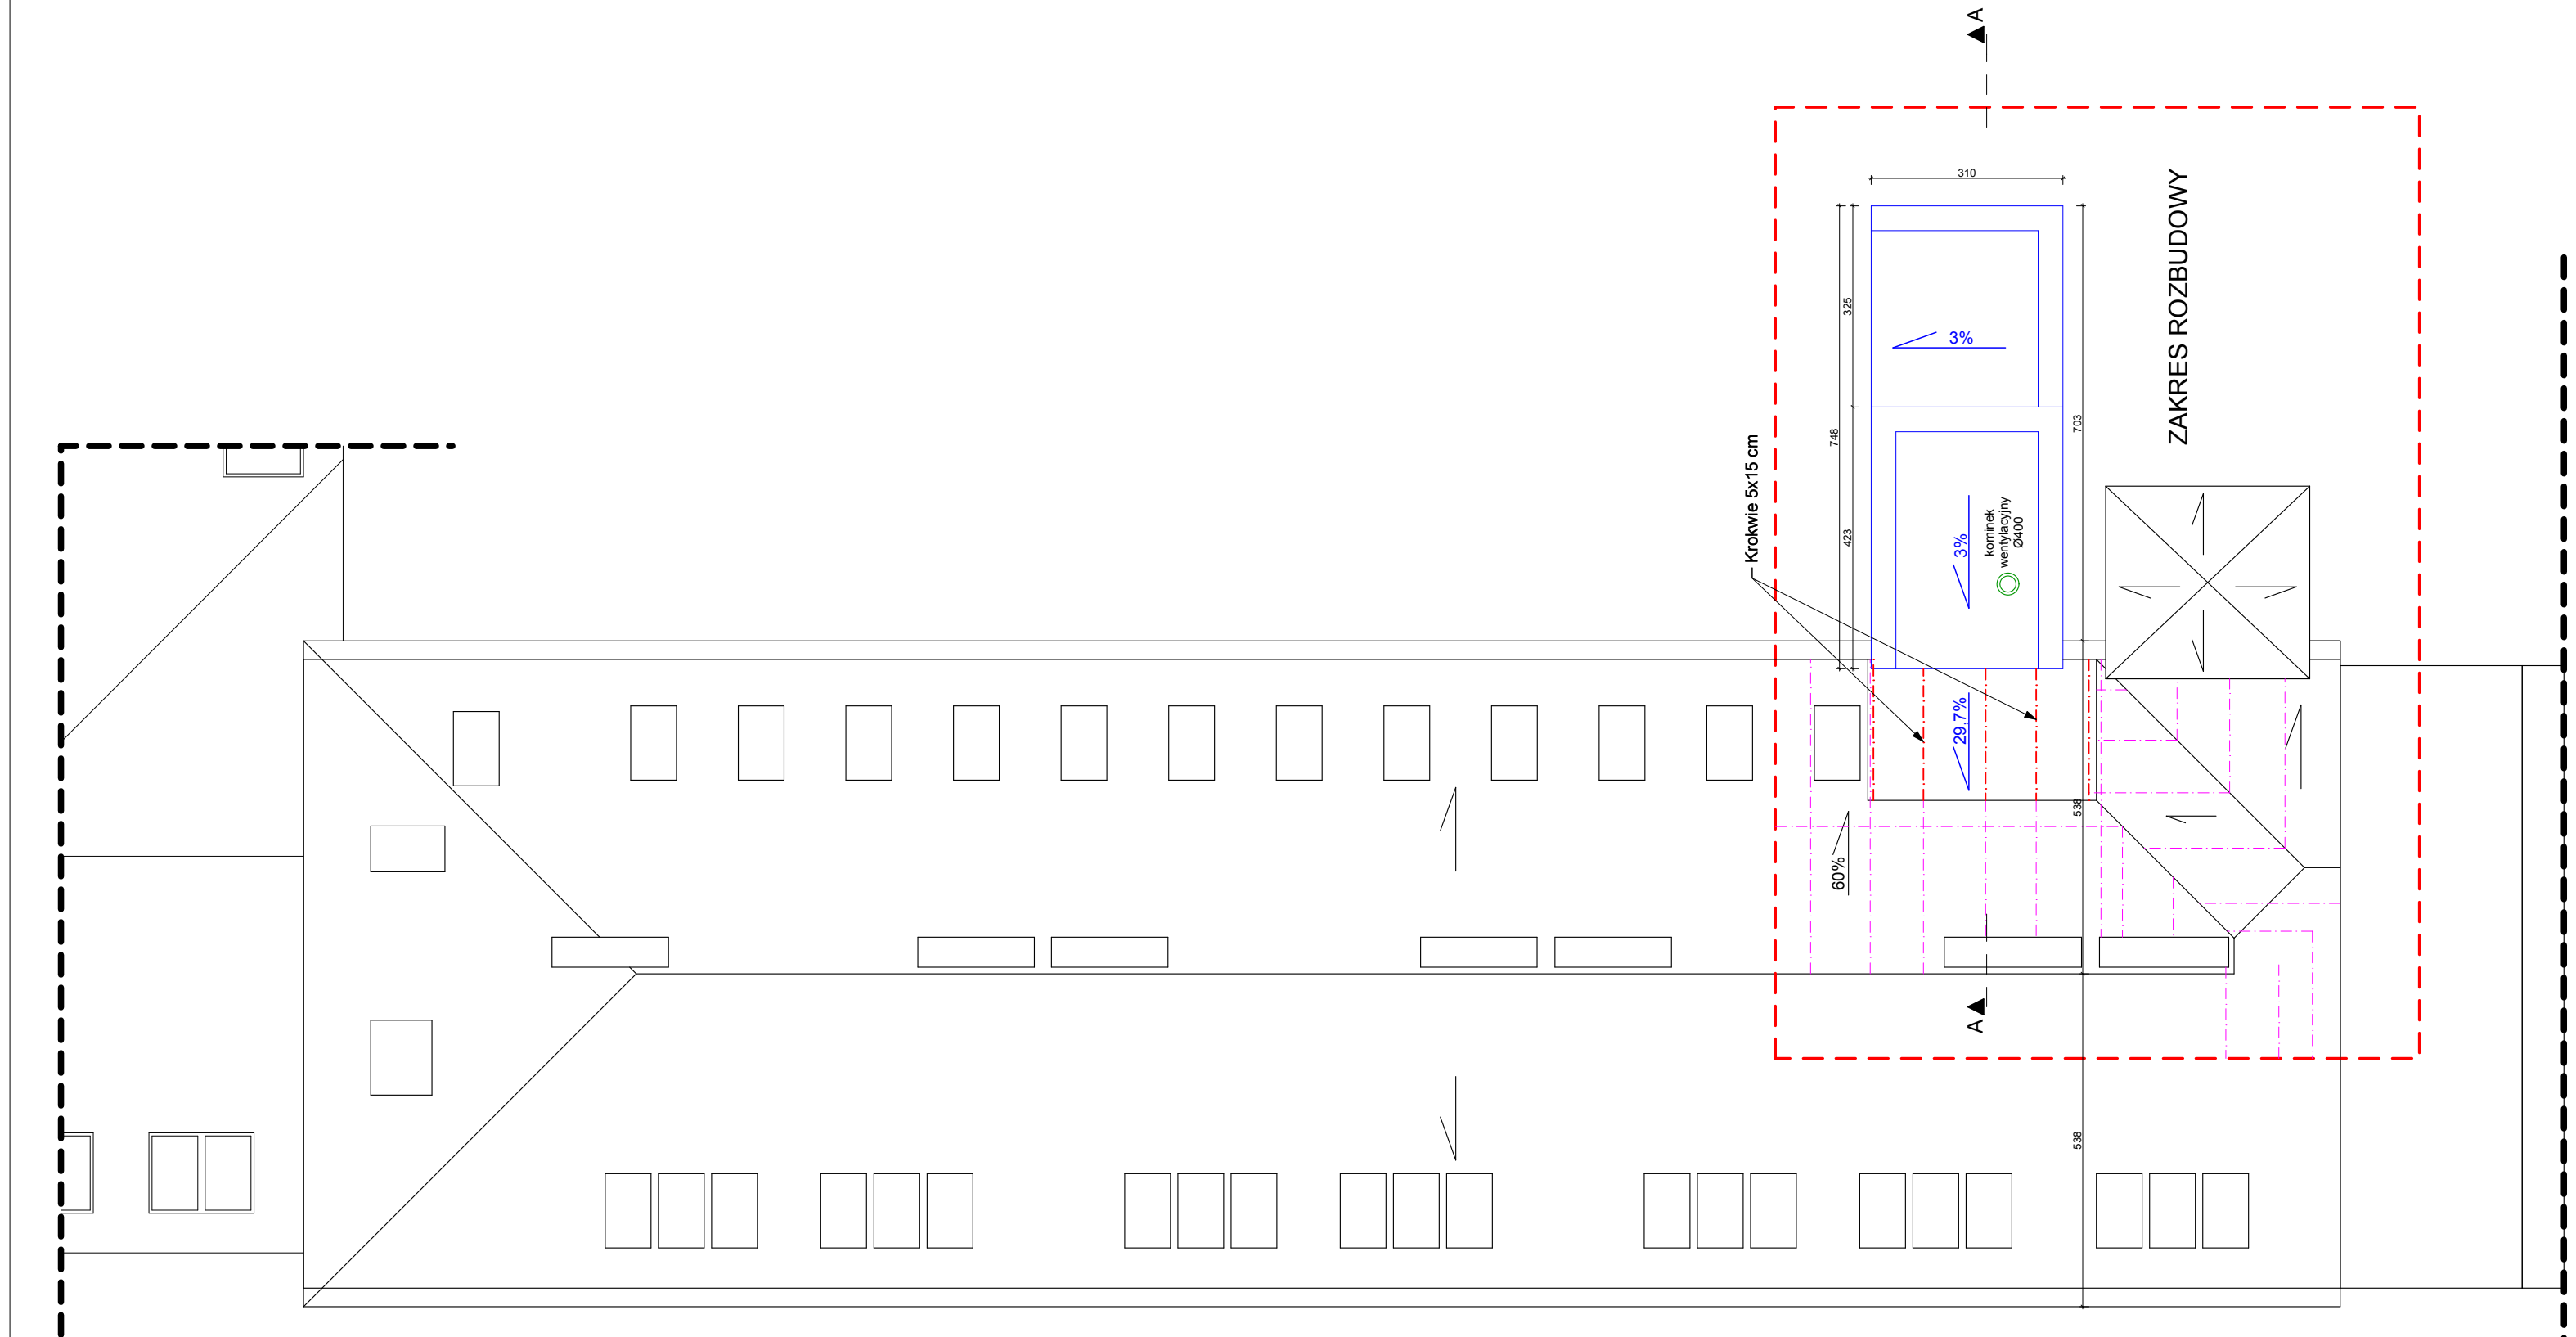 A
310
ZAKRES ROZBUDOWY
325
3%
703
748
Krokwie 5x15 cm
423
3%
kominek
wentylacyjny
Ø400
29,7%
538
60%
A
538